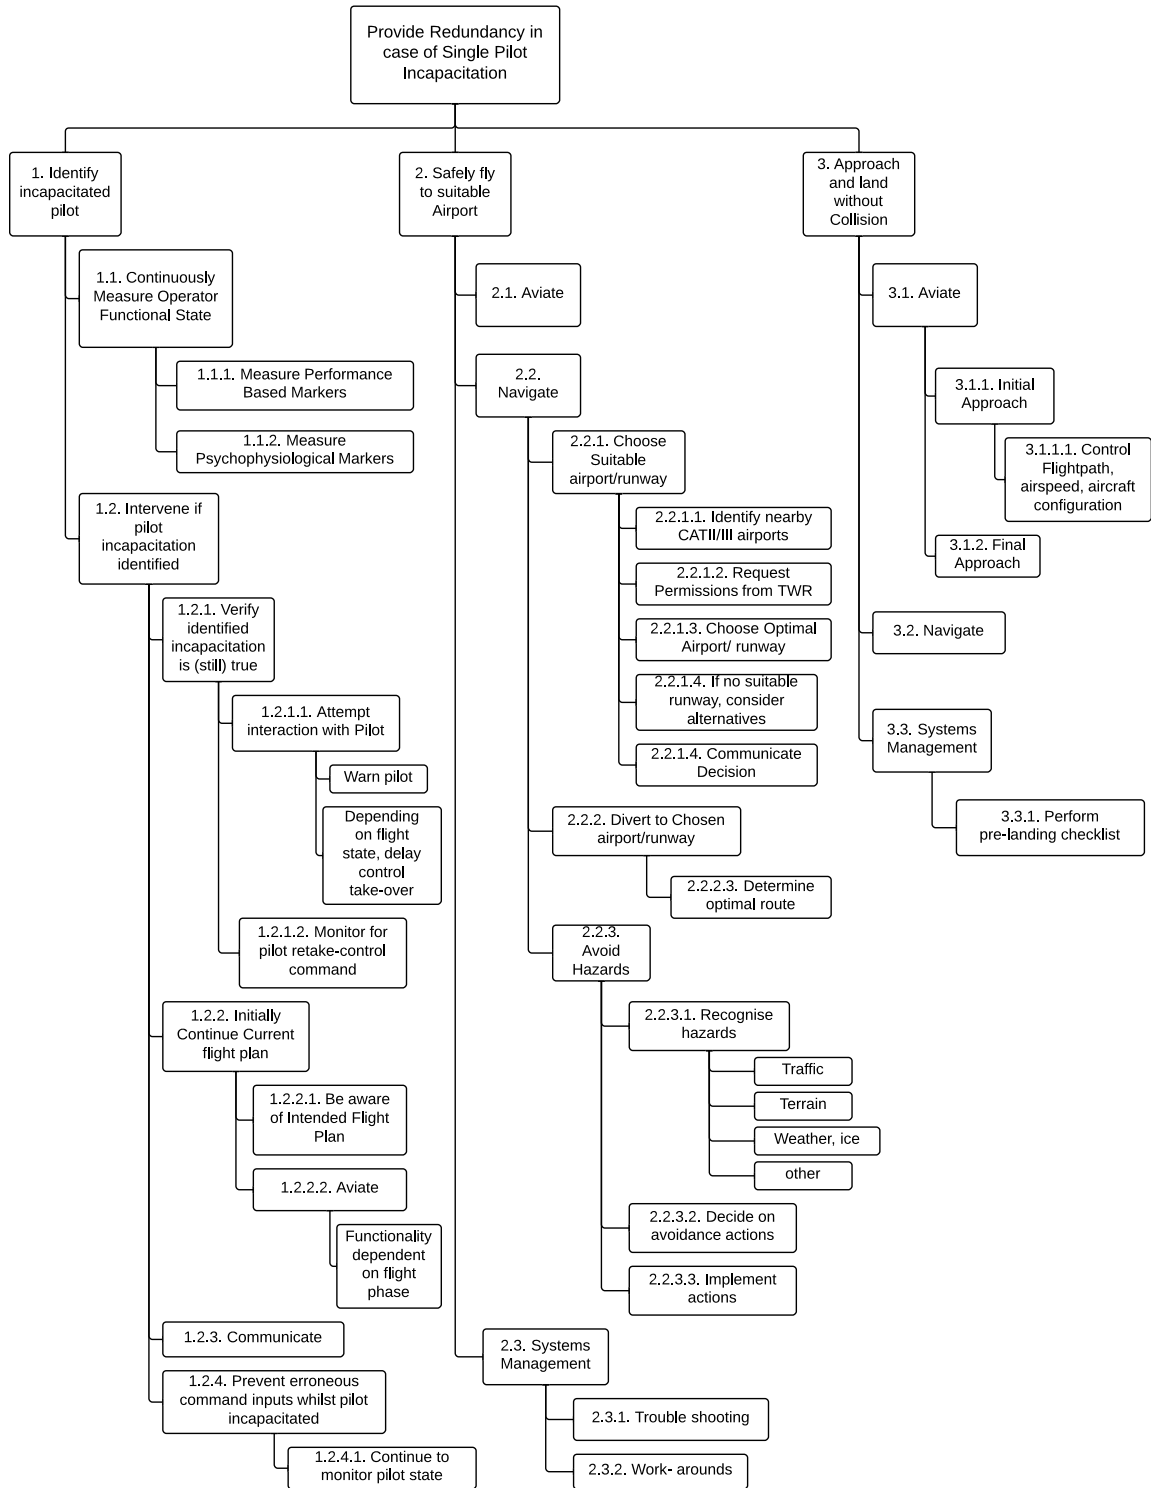 Provide Redundancy in
case of Single Pilot
Incapacitation
1. Identify
incapacitated
pilot
1.1. Continuously
Measure Operator
Functional State
1.1.1. Measure Performance
Based Markers
1.1.2. Measure
Psychophysiological Markers
1.2. Intervene if
pilot
incapacitation
identified
1.2.1. Verify
identified
incapacitation
is (still) true
1.2.1.1. Attempt
interaction with Pilot
Warn pilot
Depending
on flight
state, delay
control
take-over
1.2.1.2. Monitor for
pilot retake-control
command
1.2.2. Initially
Continue Current
flight plan
1.2.2.1. Be aware
of Intended Flight
Plan
1.2.2.2. Aviate
Functionality
dependent
on flight
phase
1.2.3. Communicate
1.2.4. Prevent erroneous
command inputs whilst pilot
incapacitated
1.2.4.1. Continue to
monitor pilot state
2. Safely fly
to suitable
Airport
2.1. Aviate
2.2.
Navigate
2.2.1. Choose
Suitable
airport/runway
2.2.1.1. Identify nearby
CATII/III airports
2.2.1.2. Request
Permissions from TWR
2.2.1.3. Choose Optimal
Airport/ runway
2.2.1.4. If no suitable
runway, consider
alternatives
2.2.1.4. Communicate
Decision
2.2.2. Divert to Chosen
airport/runway
2.2.2.3. Determine
optimal route
2.2.3.
Avoid
Hazards
2.2.3.1. Recognise
hazards
Traffic
Terrain
Weather, ice
other
2.2.3.2. Decide on
avoidance actions
2.2.3.3. Implement
actions
2.3. Systems
Management
2.3.1. Trouble shooting
2.3.2. Work- arounds
3. Approach
and land
without
Collision
3.1. Aviate
3.1.1. Initial
Approach
3.1.1.1. Control
Flightpath,
airspeed, aircraft
configuration
3.1.2. Final
Approach
3.2. Navigate
3.3. Systems
Management
3.3.1. Perform
pre-landing checklist